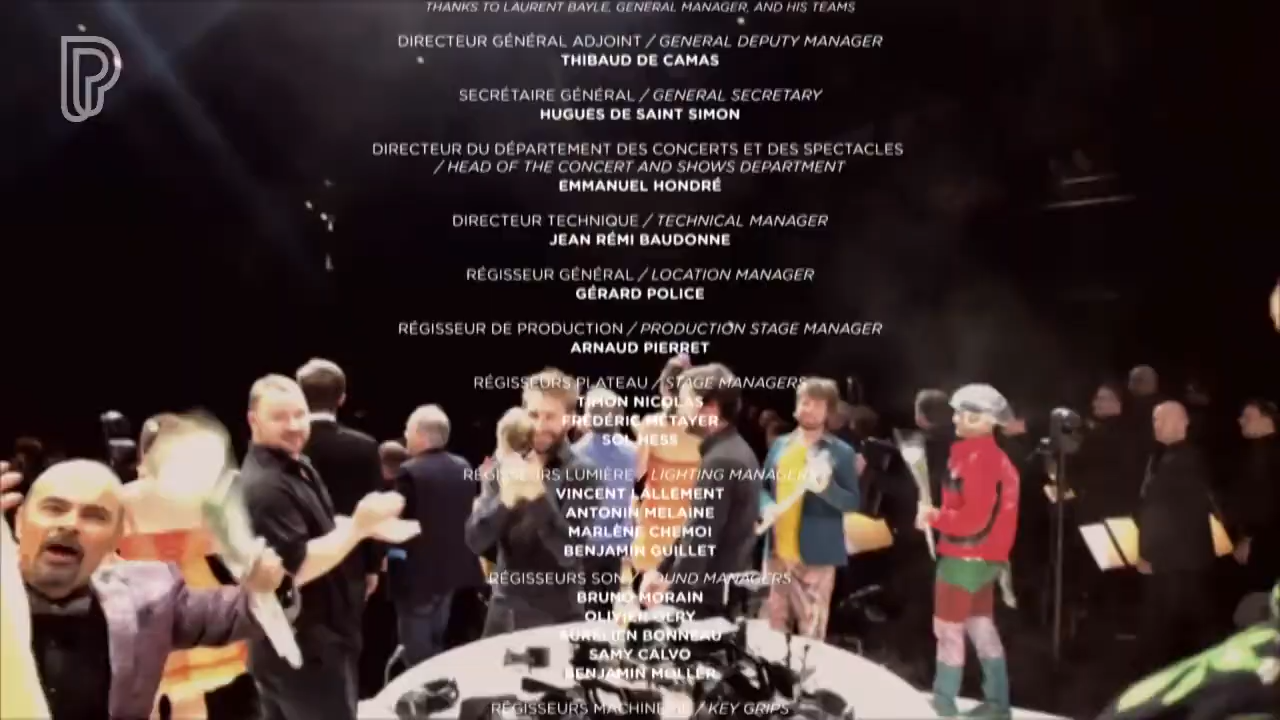 THANKS TO LAURENT BAYLE, GENERAL MANAGER, AND HIS TEAMS
DIRECTEUR GÉNÉRAL ADJOINT / GENERAL DEPUTY MANAGER
THIBAUD DE CAMAS
SECRÉTAIRE GÉNÉRAL / GENERAL SECRETARY
HUGUES DE SAINT SIMON
DIRECTEUR DU DÉPARTEMENT DES CONCERTS ET DES SPECTACLES
/ HEAD OF THE CONCERT AND SHOWS DEPARTMENT
EMMANUEL HONDRÉ
DIRECTEUR TECHNIQUE / TECHNICAL MANAGER
JEAN RÉMI BAUDONNE
RÉGISSEUR GÉNÉRAL / LOCATION MANAGER
GÉRARD POLICE
RÉGISSEUR DE PRODUCTION / PRODUCTION STAGE MANAGER
ARNAUD PIERRET
RÉGISSEURS PLATEAU / STAGE MANAGERS
TIMON NICOLAS
FRÉDÉRIC METAYER
SOL HESS
RÉGISSEURS LUMIÈRE / LIGHTING MANAGERS
VINCENT LALLEMENT
ANTONIN MELAINE
MARLÈNE CHEMOI
BENJAMIN GUILLET
RÉGISSEURS SON / SOUND MANAGERS
BRUNO MORAIN
OLIVIER
AURÉLIEN BONNEAU
SAMY CALVO
BENJAMIN MOLLER
RÉGISSEURS / KEY GRIPS